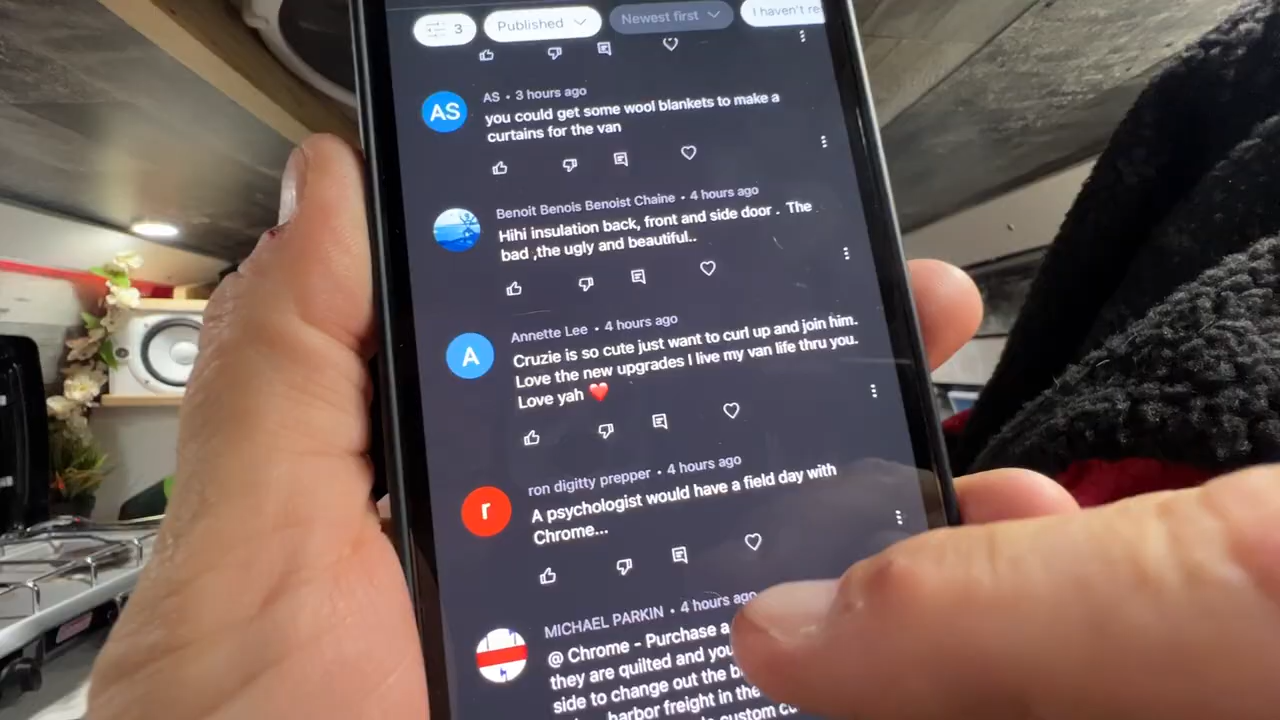 3
Published
Newest first
I haven't re
AS
AS • 3 hours ago
you could get some wool blankets to make a
curtains for the van
Benoit Benois Benoist Chaine • 4 hours ago
Hihi insulation back, front and side door . The
bad ,the ugly and beautiful..
A
Annette Lee • 4 hours ago
Cruzie is so cute just want to curl up and join him.
Love the new upgrades I live my van life thru you.
Love yah ❤️
r
ron digitty prepper • 4 hours ago
A psychologist would have a field day with
Chrome...
MICHAEL PARKIN • 4 hours ago
@ Chrome - Purchase a
they are quilted and you
side to change out the
harbor freight in the
custom